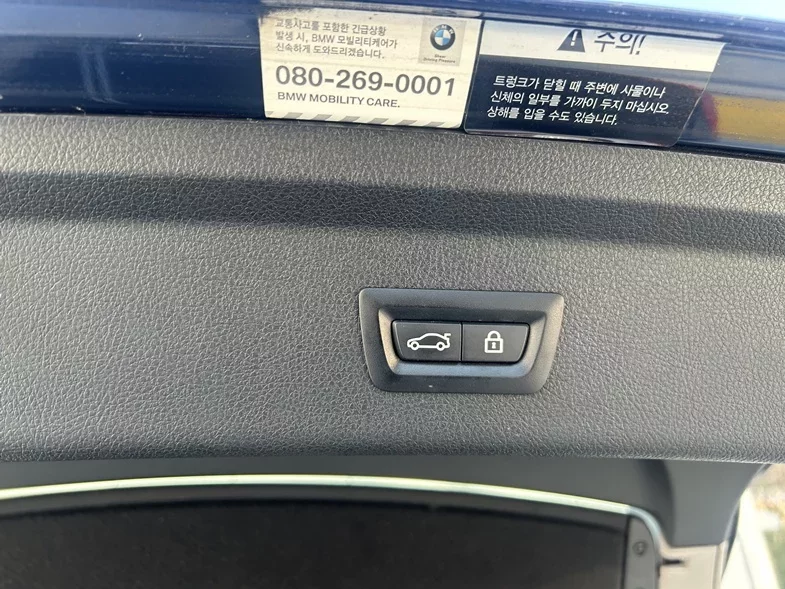 교통사고를 포함한 긴급상황
발생 시, BMW 모빌리티케어가
신속하게 도와드리겠습니다.
080-269-0001
BMW MOBILITY CARE.
BMW
Sheer
Driving Pleasure
주의!
트렁크가 닫힐 때 주변에 사물이나
신체의 일부를 가까이 두지 마십시오.
상해를 입을 수도 있습니다.